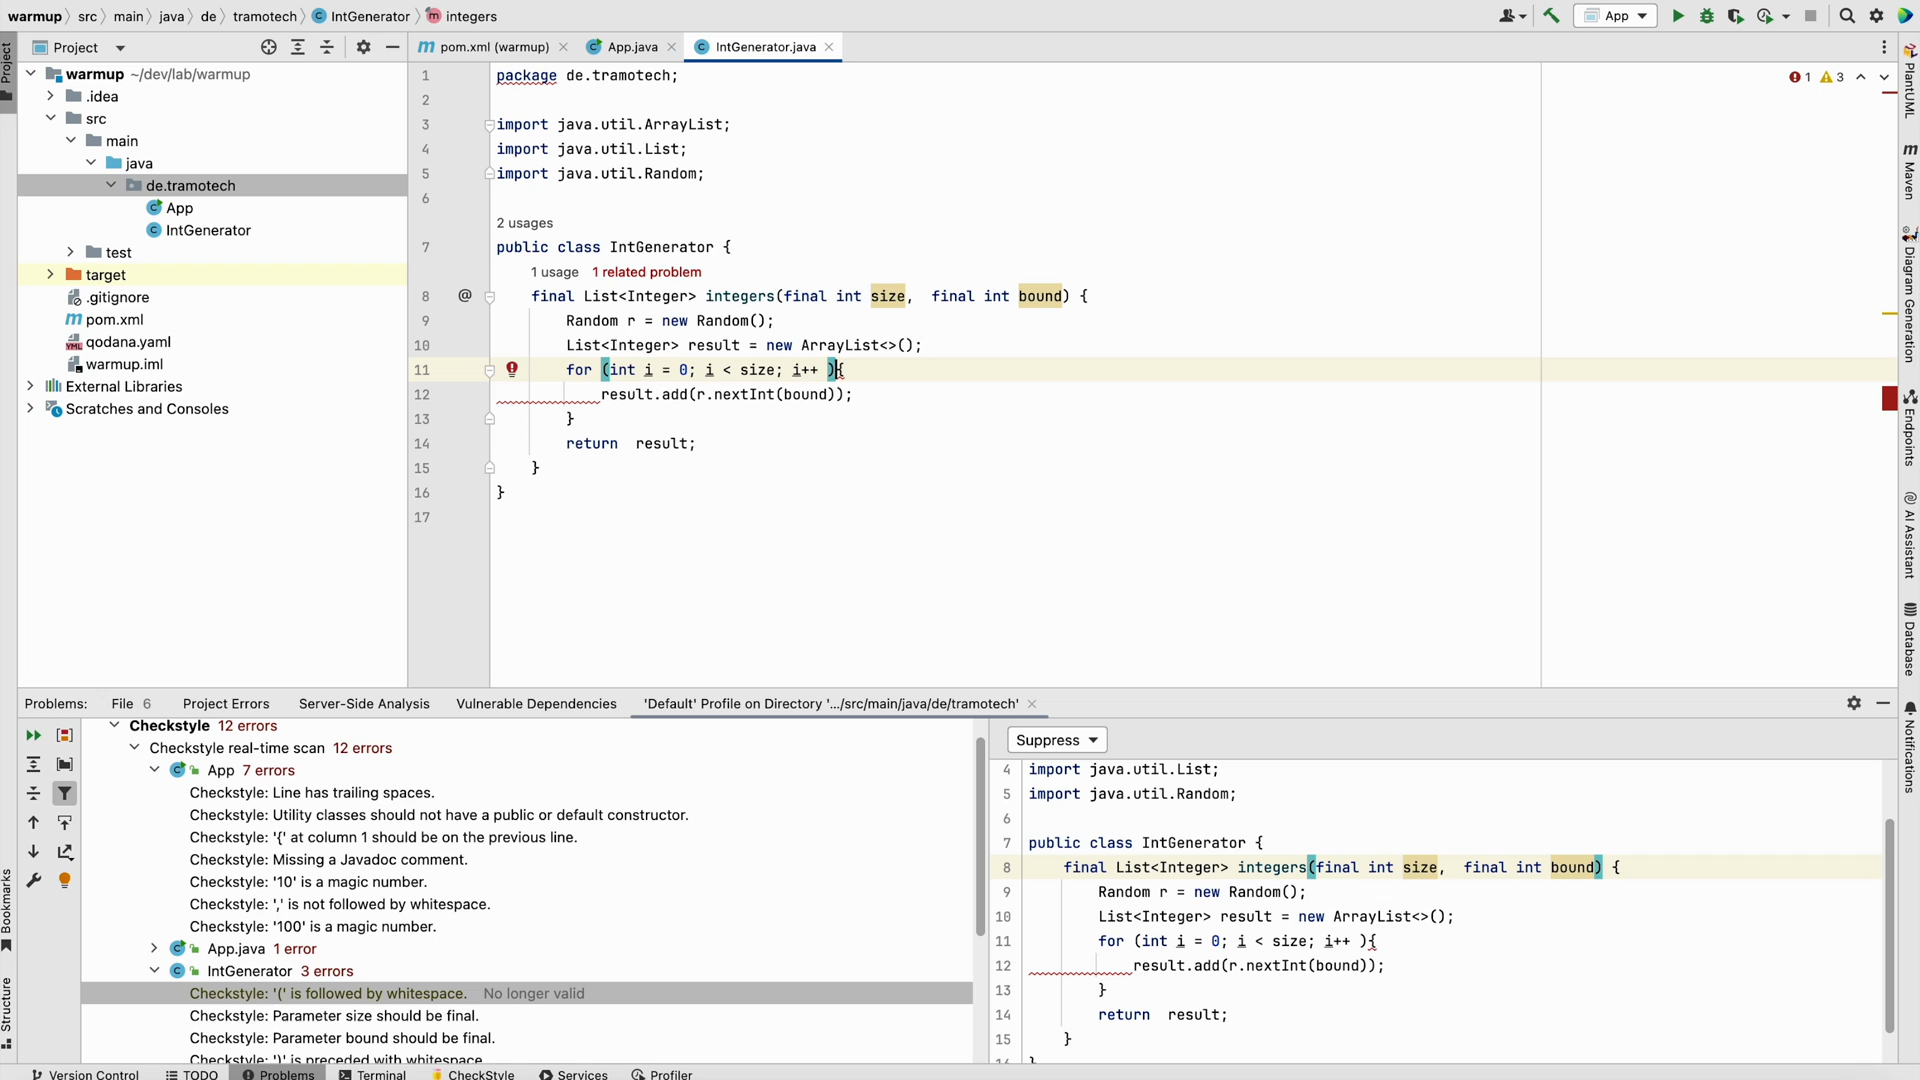 warmup src main java de tramotech IntGenerator integers
App
Project
pom.xml (warmup)
App.java
IntGenerator.java
Project
warmup ~/dev/lab/warmup
.idea
src
main
java
de.tramotech
App
IntGenerator
test
target
.gitignore
pom.xml
qodana.yaml
warmup.iml
External Libraries
Scratches and Consoles
1 package de.tramotech;
2
3 import java.util.ArrayList;
4 import java.util.List;
5 import java.util.Random;
6
2 usages
7 public class IntGenerator {
1 usage 1 related problem
8 @ final List<Integer> integers(final int size,  final int bound) {
9 Random r = new Random();
10 List<Integer> result = new ArrayList<>();
11 for (int i = 0; i < size; i++ ){
12 result.add(r.nextInt(bound));
13 }
14 return  result;
15 }
16 }
17
1 3
PlantUML
Maven
Diagram Generation
Endpoints
AI Assistant
Database
Notifications
Problems: File 6 Project Errors Server-Side Analysis Vulnerable Dependencies 'Default' Profile on Directory '.../src/main/java/de/tramotech'
Checkstyle 12 errors
Checkstyle real-time scan 12 errors
App 7 errors
Checkstyle: Line has trailing spaces.
Checkstyle: Utility classes should not have a public or default constructor.
Checkstyle: '{' at column 1 should be on the previous line.
Checkstyle: Missing a Javadoc comment.
Checkstyle: '10' is a magic number.
Checkstyle: ',' is not followed by whitespace.
Checkstyle: '100' is a magic number.
App.java 1 error
IntGenerator 3 errors
Checkstyle: '(' is followed by whitespace. No longer valid
Checkstyle: Parameter size should be final.
Checkstyle: Parameter bound should be final.
Checkstyle: ')' is preceded with whitespace.
Suppress
4 import java.util.List;
5 import java.util.Random;
6
7 public class IntGenerator {
8 final List<Integer> integers(final int size,  final int bound) {
9 Random r = new Random();
10 List<Integer> result = new ArrayList<>();
11 for (int i = 0; i < size; i++ ){
12 result.add(r.nextInt(bound));
13 }
14 return  result;
15 }
16 }
Bookmarks
Structure
Version Control TODO Problems Terminal CheckStyle Services Profiler